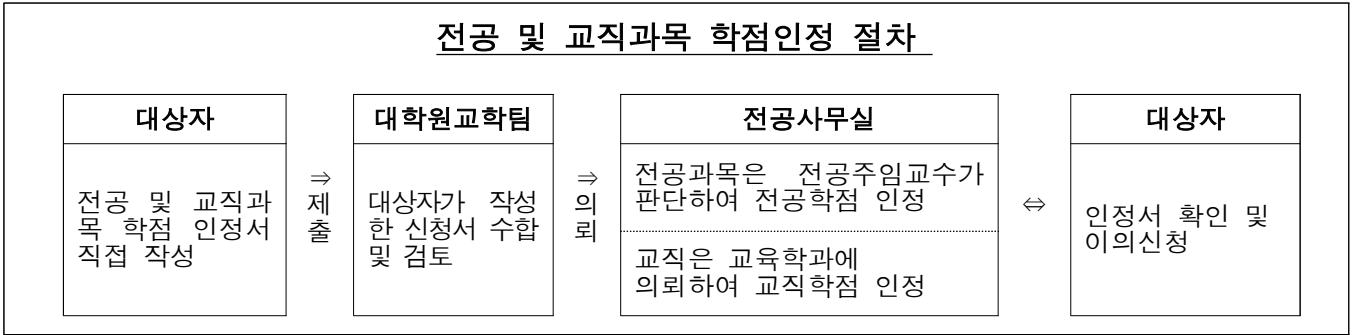 전공 및 교직과목 학점인정 절차
대상자
전공 및 교직과
목 학점 인정서
직접 작성
⇒
제
출
대학원교학팀
대상자가 작성
한 신청서 수합
및 검토
⇒
의
뢰
전공사무실
전공과목은 전공주임교수가
판단하여 전공학점 인정
교직은 교육학과에
의뢰하여 교직학점 인정
⇔
대상자
인정서 확인 및
이의신청